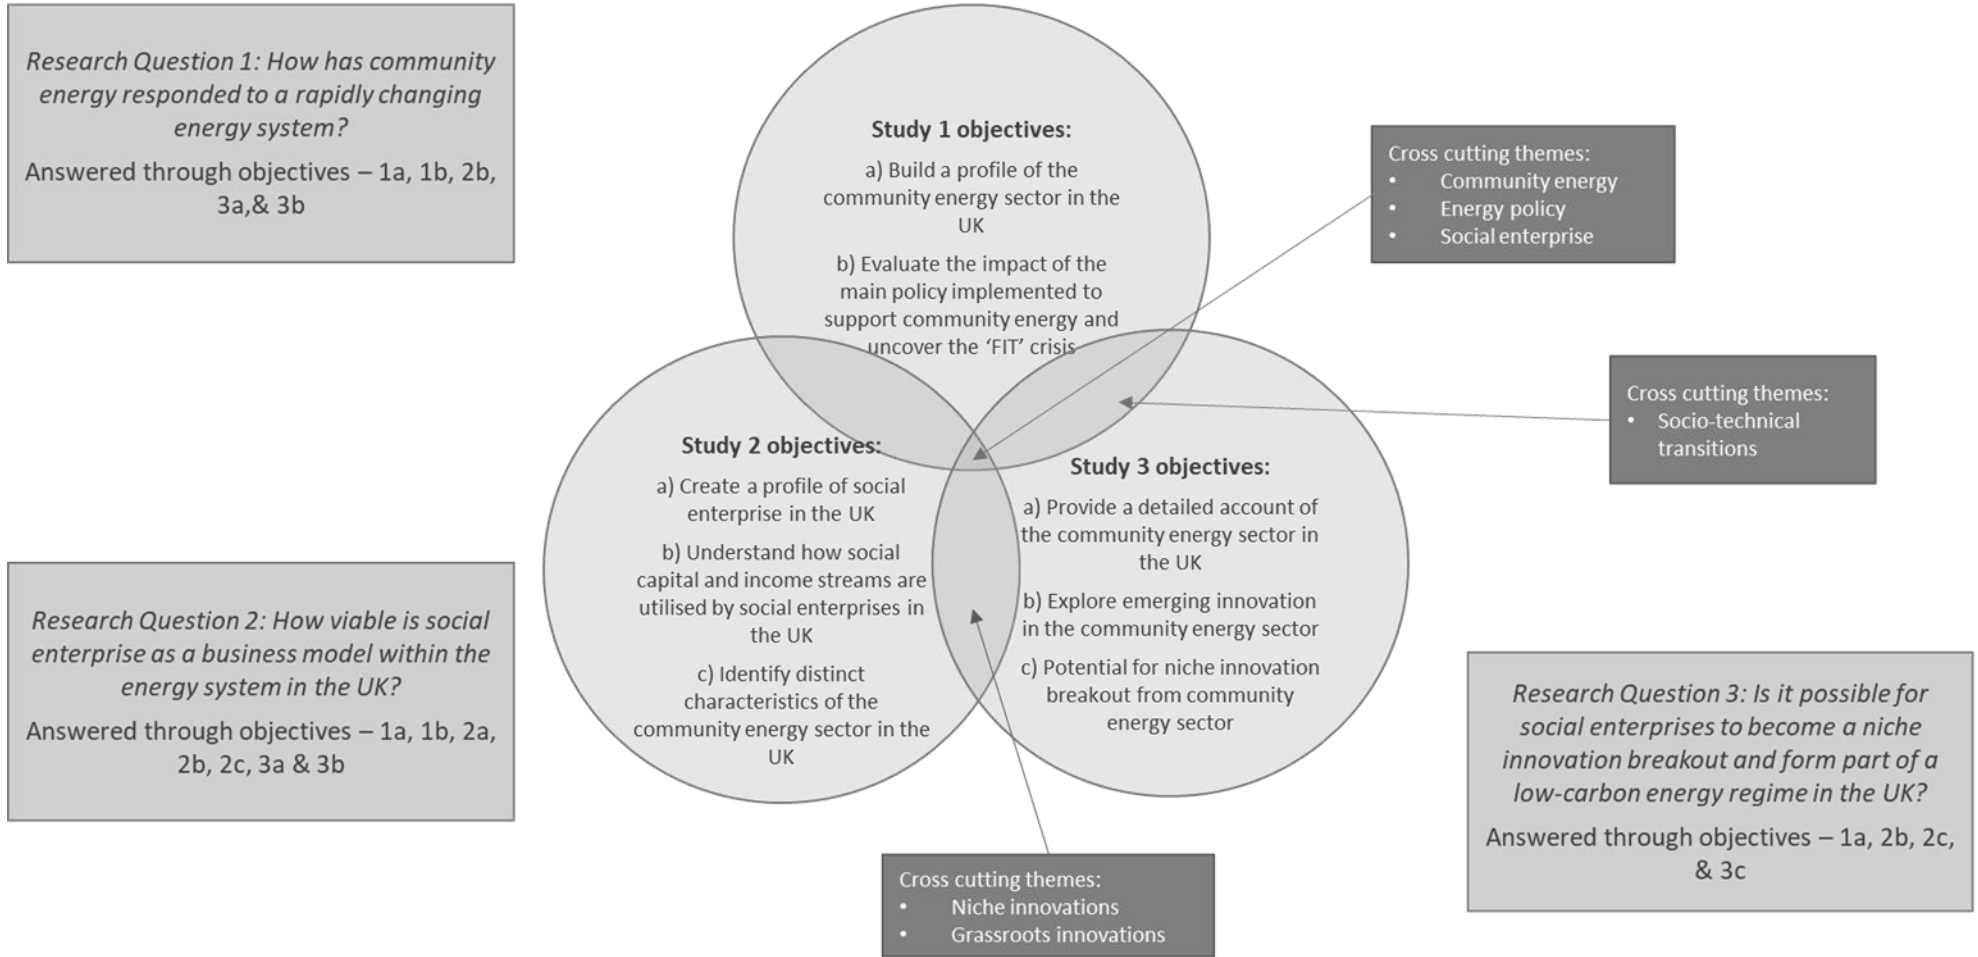 Research Question 1: How has community
energy responded to a rapidly changing
energy system?
Answered through objectives – 1a, 1b, 2b,
3a,& 3b
Study 1 objectives:
a) Build a profile of the
community energy sector in the
UK
b) Evaluate the impact of the
main policy implemented to
support community energy and
uncover the ‘FIT’ crisis
Cross cutting themes:
• Community energy
• Energy policy
• Social enterprise
Cross cutting themes:
• Socio-technical
transitions
Study 2 objectives:
a) Create a profile of social
enterprise in the UK
b) Understand how social
capital and income streams are
utilised by social enterprises in
the UK
c) Identify distinct
characteristics of the
community energy sector in the
UK
Study 3 objectives:
a) Provide a detailed account of
the community energy sector in
the UK
b) Explore emerging innovation
in the community energy sector
c) Potential for niche innovation
breakout from community
energy sector
Research Question 2: How viable is social
enterprise as a business model within the
energy system in the UK?
Answered through objectives – 1a, 1b, 2a,
2b, 2c, 3a & 3b
Research Question 3: Is it possible for
social enterprises to become a niche
innovation breakout and form part of a
low-carbon energy regime in the UK?
Answered through objectives – 1a, 2b, 2c,
& 3c
Cross cutting themes:
• Niche innovations
• Grassroots innovations